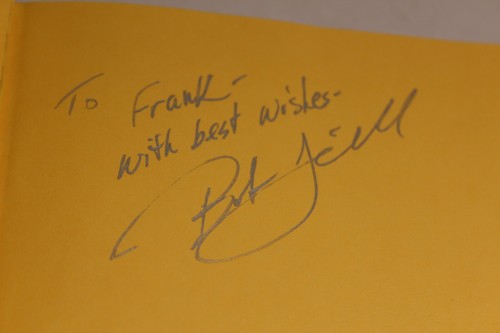 To Frank-
with best wishes-